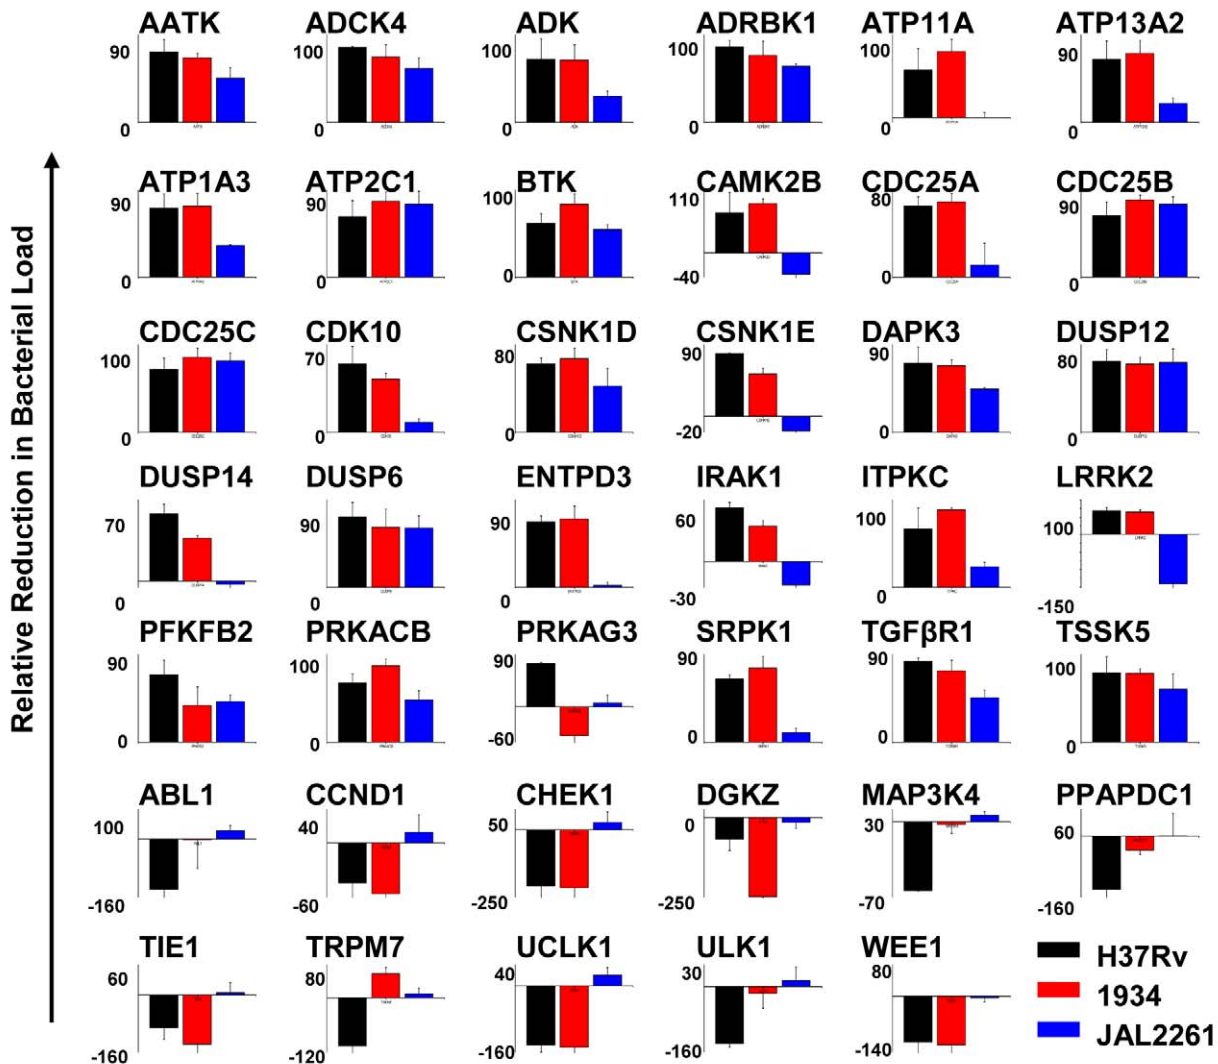 AATK ADCK4 ADK ADRBK1 ATP11A ATP13A2
90 100 100 100 100 90
0 0 0 0 0 0
ATP1A3 ATP2C1 BTK CAMK2B CDC25A CDC25B
90 90 100 110 80 90
0 0 0 -40 0 0
CDC25C CDK10 CSNK1D CSNK1E DAPK3 DUSP12
100 70 80 90 90 80
0 0 0 -20 0 0
DUSP14 DUSP6 ENTPD3 IRAK1 ITPKC LRRK2
70 90 90 60 100 100
0 0 0 -30 0 -150
PFKFB2 PRKACB PRKAG3 SRPK1 TGFβR1 TSSK5
90 100 90 90 90 100
0 0 -60 0 0 0
ABL1 CCND1 CHEK1 DGKZ MAP3K4 PPAPDC1
100 40 50 0 30 60
-160 -60 -250 -250 -70 -160
TIE1 TRPM7 UCLK1 ULK1 WEE1
60 80 40 30 80
-160 -120 -160 -160 -140
H37Rv
1934
JAL2261
Relative Reduction in Bacterial Load